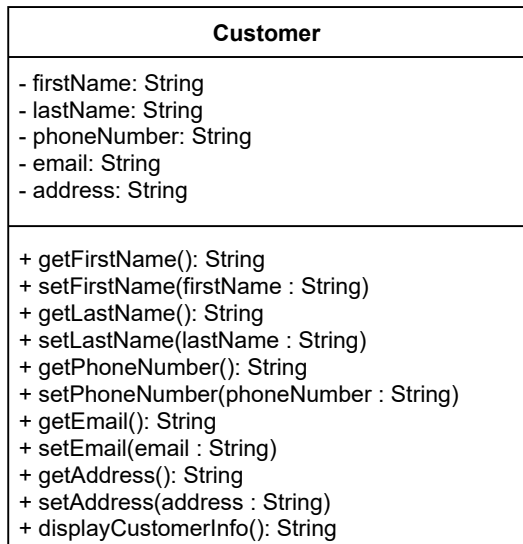 Customer
- firstName: String
- lastName: String
- phoneNumber: String
- email: String
- address: String
+ getFirstName(): String
+ setFirstName(firstName : String)
+ getLastName(): String
+ setLastName(lastName : String)
+ getPhoneNumber(): String
+ setPhoneNumber(phoneNumber : String)
+ getEmail(): String
+ setEmail(email : String)
+ getAddress(): String
+ setAddress(address : String)
+ displayCustomerInfo(): String